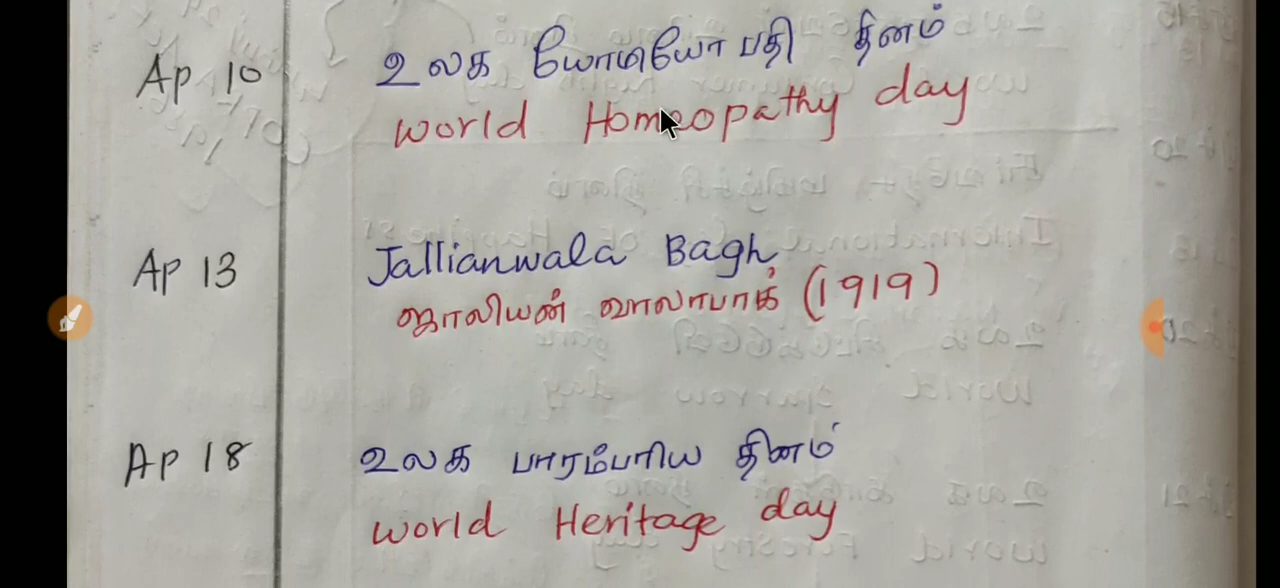 Ap 10 உலக யோமியோபதி தினம்
world Homeopathy day
Ap 13 Jallianwala Bagh
ஜாலியன் வாலாபாக் (1919)
Ap 18 உலக பாரம்பரிய தினம்
world Heritage day